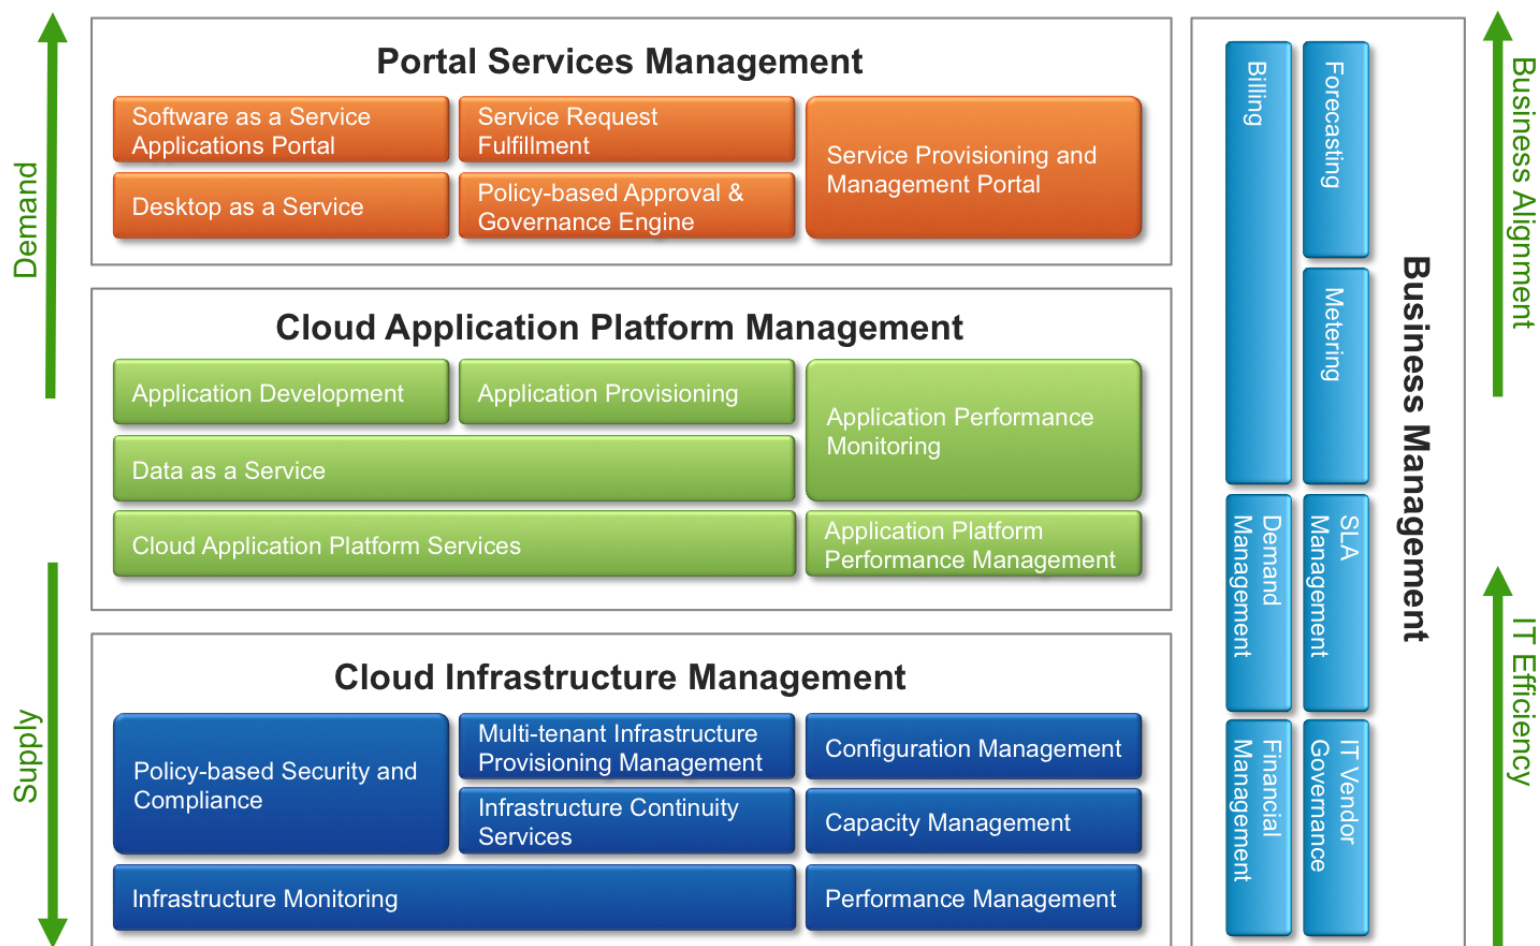 Demand
Supply
Portal Services Management
Software as a Service
Applications Portal
Service Request
Fulfillment
Service Provisioning and
Management Portal
Desktop as a Service
Policy-based Approval &
Governance Engine
Cloud Application Platform Management
Application Development
Application Provisioning
Application Performance
Monitoring
Data as a Service
Cloud Application Platform Services
Application Platform
Performance Management
Cloud Infrastructure Management
Policy-based Security and
Compliance
Multi-tenant Infrastructure
Provisioning Management
Configuration Management
Infrastructure Continuity
Services
Capacity Management
Infrastructure Monitoring
Performance Management
Business Management
Billing
Forecasting
Metering
Demand
Management
SLA
Management
Financial
Management
IT Vendor
Governance
Business Alignment
IT Efficiency